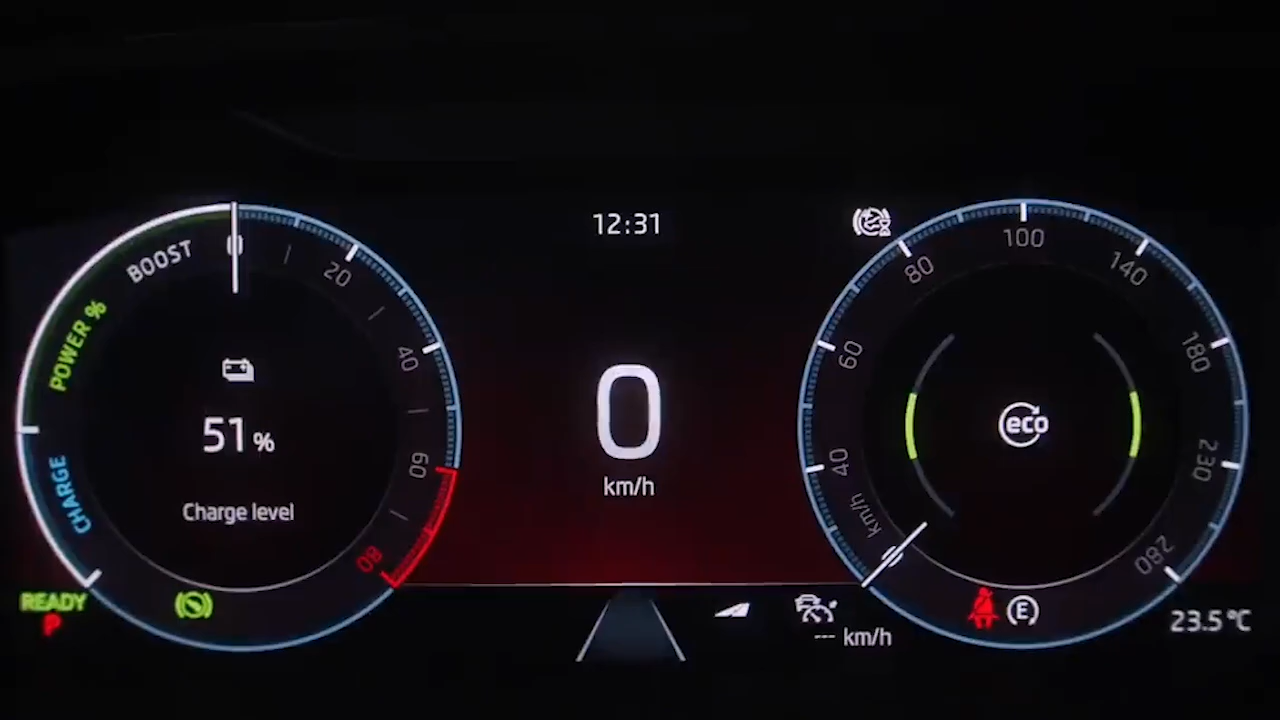 12:31
BOOST
0
20
POWER %
40
51 %
60
CHARGE
Charge level
80
READY
P
0
km/h
100
80
140
60
180
eco
40
230
km/h
0
280
E
--- km/h
23.5 °C